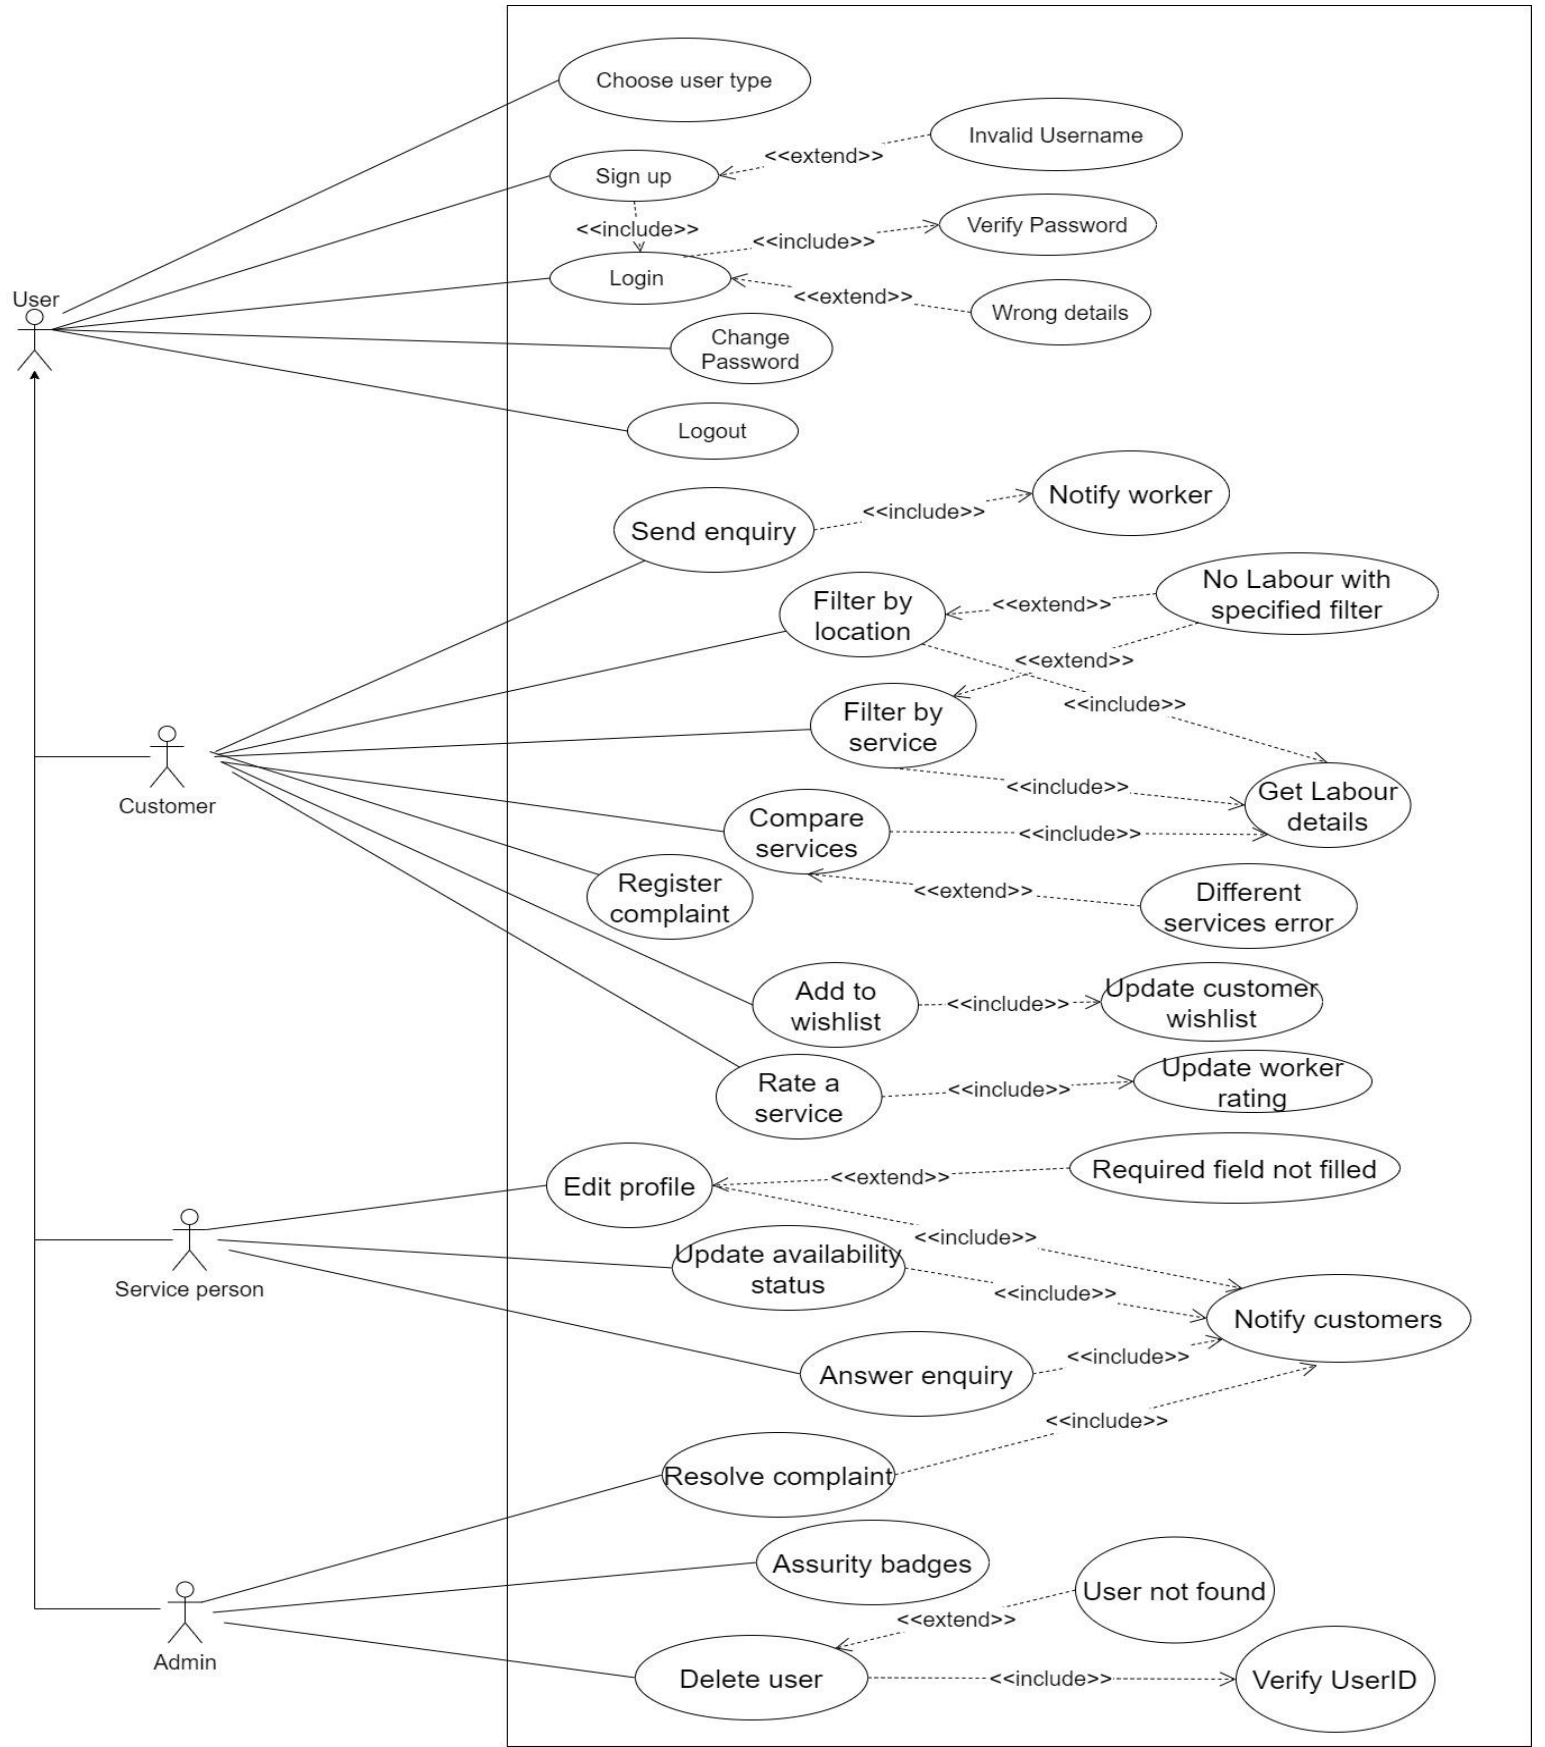 Choose user type
Invalid Username
<<extend>>
Sign up
<<include>>
Verify Password
<<include>>
Login
<<extend>>
Wrong details
User
Change
Password
Logout
Notify worker
<<include>>
Send enquiry
No Labour with
specified filter
<<extend>>
Filter by
location
<<extend>>
<<include>>
Filter by
service
<<include>>
Get Labour
details
Customer
Compare
services
<<include>>
Register
complaint
<<extend>>
Different
services error
Add to
wishlist
<<include>>
Update customer
wishlist
Rate a
service
<<include>>
Update worker
rating
Edit profile
<<extend>>
Required field not filled
<<include>>
Update availability
status
<<include>>
Service person
Notify customers
Answer enquiry
<<include>>
<<include>>
Resolve complaint
Assurity badges
User not found
<<extend>>
Admin
Delete user
<<include>>
Verify UserID